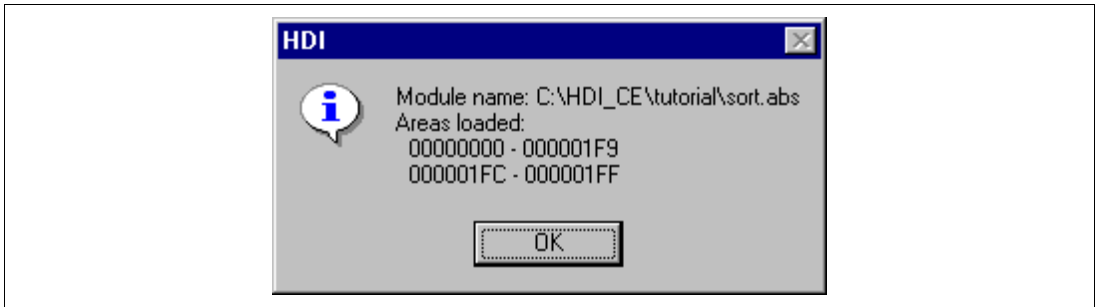 HDI
Module name: C:\HDI_CE\tutorial\sort.abs
Areas loaded:
00000000 - 000001F9
000001FC - 000001FF
OK